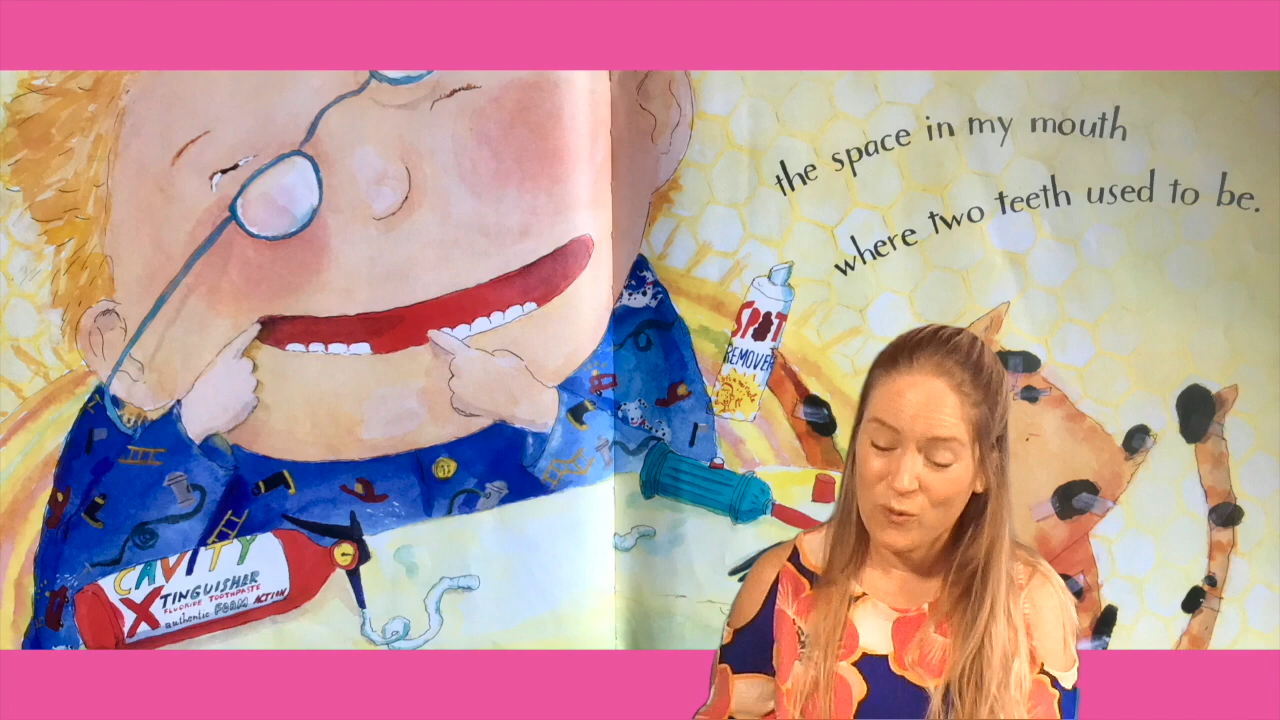 the space in my mouth
where two teeth used to be.
SPOT
REMOVER
CAVITY
XTINGUISHER
FLUORIDE TOOTHPASTE
authentic FOAM ACTION